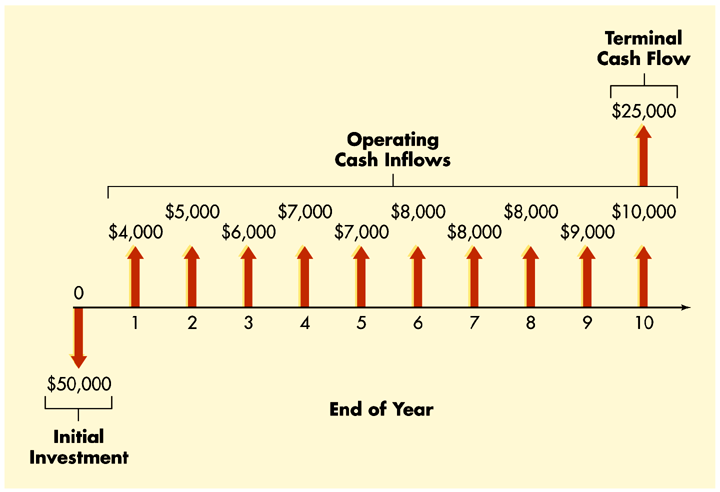 Terminal
Cash Flow
$25,000
Operating
Cash Inflows
$5,000 $7,000 $8,000 $8,000 $10,000
$4,000 $6,000 $7,000 $8,000 $9,000
0
1 2 3 4 5 6 7 8 9 10
$50,000
End of Year
Initial
Investment